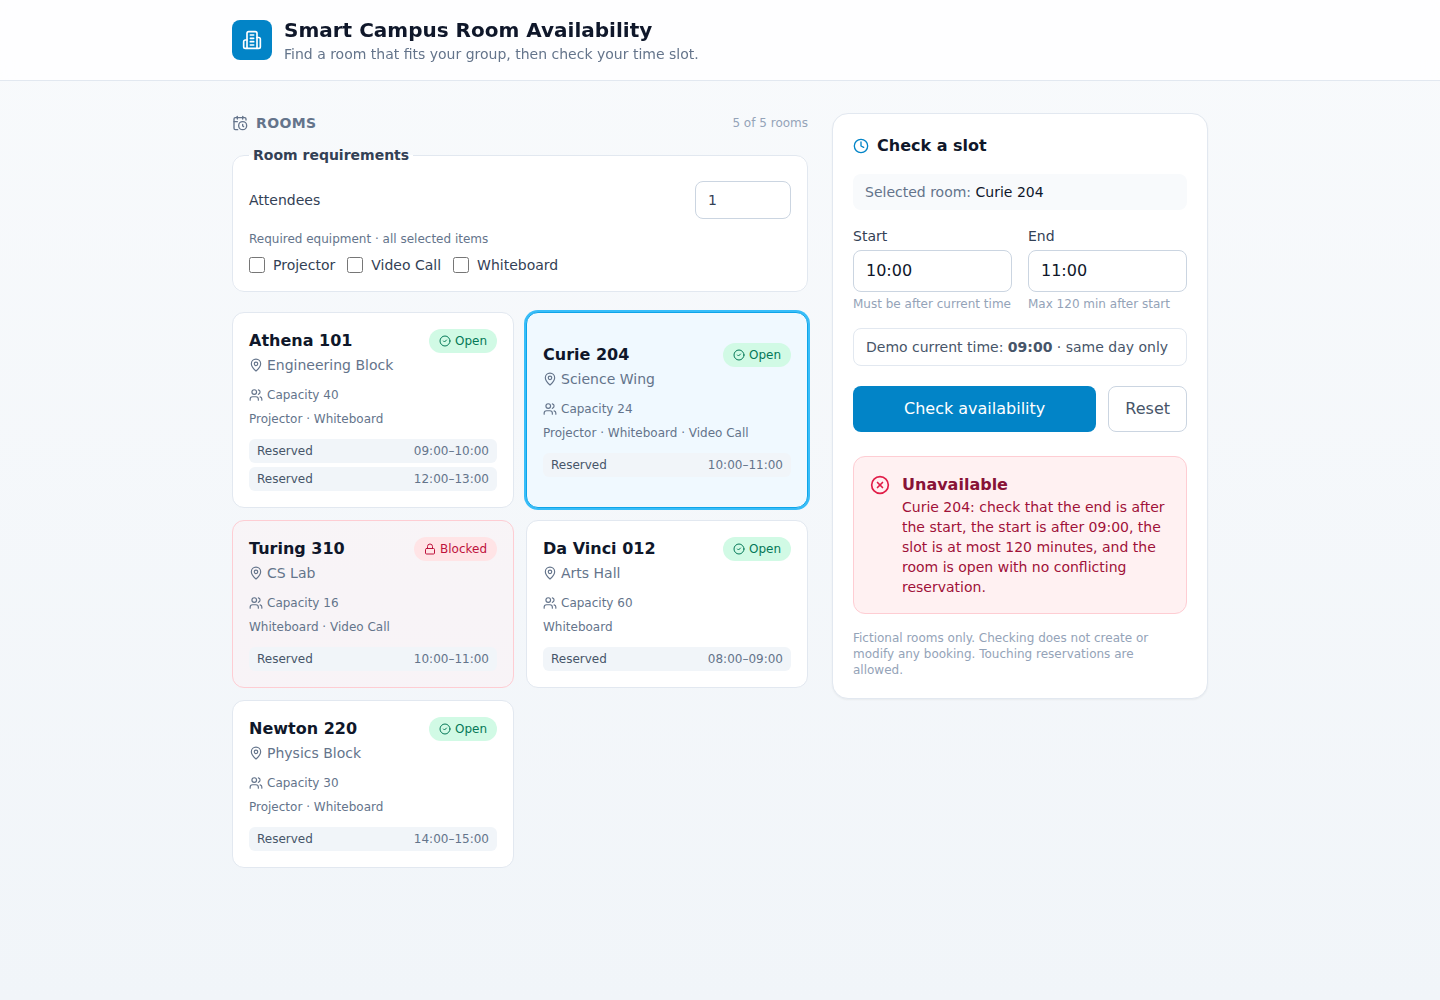 Smart Campus Room Availability
Find a room that fits your group, then check your time slot.
ROOMS
5 of 5 rooms
Room requirements
Attendees
1
Required equipment · all selected items
Projector
Video Call
Whiteboard
Athena 101
Open
Engineering Block
Capacity 40
Projector · Whiteboard
Reserved 09:00–10:00
Reserved 12:00–13:00
Curie 204
Open
Science Wing
Capacity 24
Projector · Whiteboard · Video Call
Reserved 10:00–11:00
Turing 310
Blocked
CS Lab
Capacity 16
Whiteboard · Video Call
Reserved 10:00–11:00
Da Vinci 012
Open
Arts Hall
Capacity 60
Whiteboard
Reserved 08:00–09:00
Newton 220
Open
Physics Block
Capacity 30
Projector · Whiteboard
Reserved 14:00–15:00
Check a slot
Selected room: Curie 204
Start
10:00
Must be after current time
End
11:00
Max 120 min after start
Demo current time: 09:00 · same day only
Check availability
Reset
Unavailable
Curie 204: check that the end is after
the start, the start is after 09:00, the
slot is at most 120 minutes, and the
room is open with no conflicting
reservation.
Fictional rooms only. Checking does not create or
modify any booking. Touching reservations are
allowed.